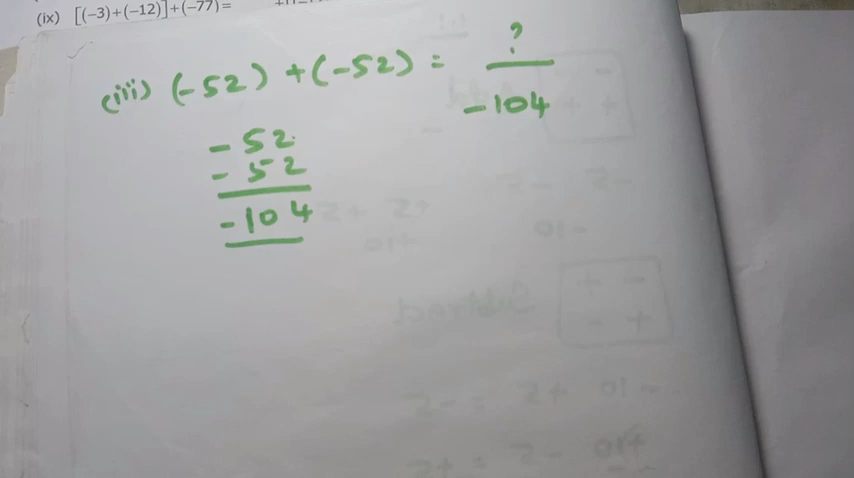 (ix) [(−3)+(−12)]+(−77)=
(iii) (-52) + (-52) = ?
-104
- 52
- 52
-104